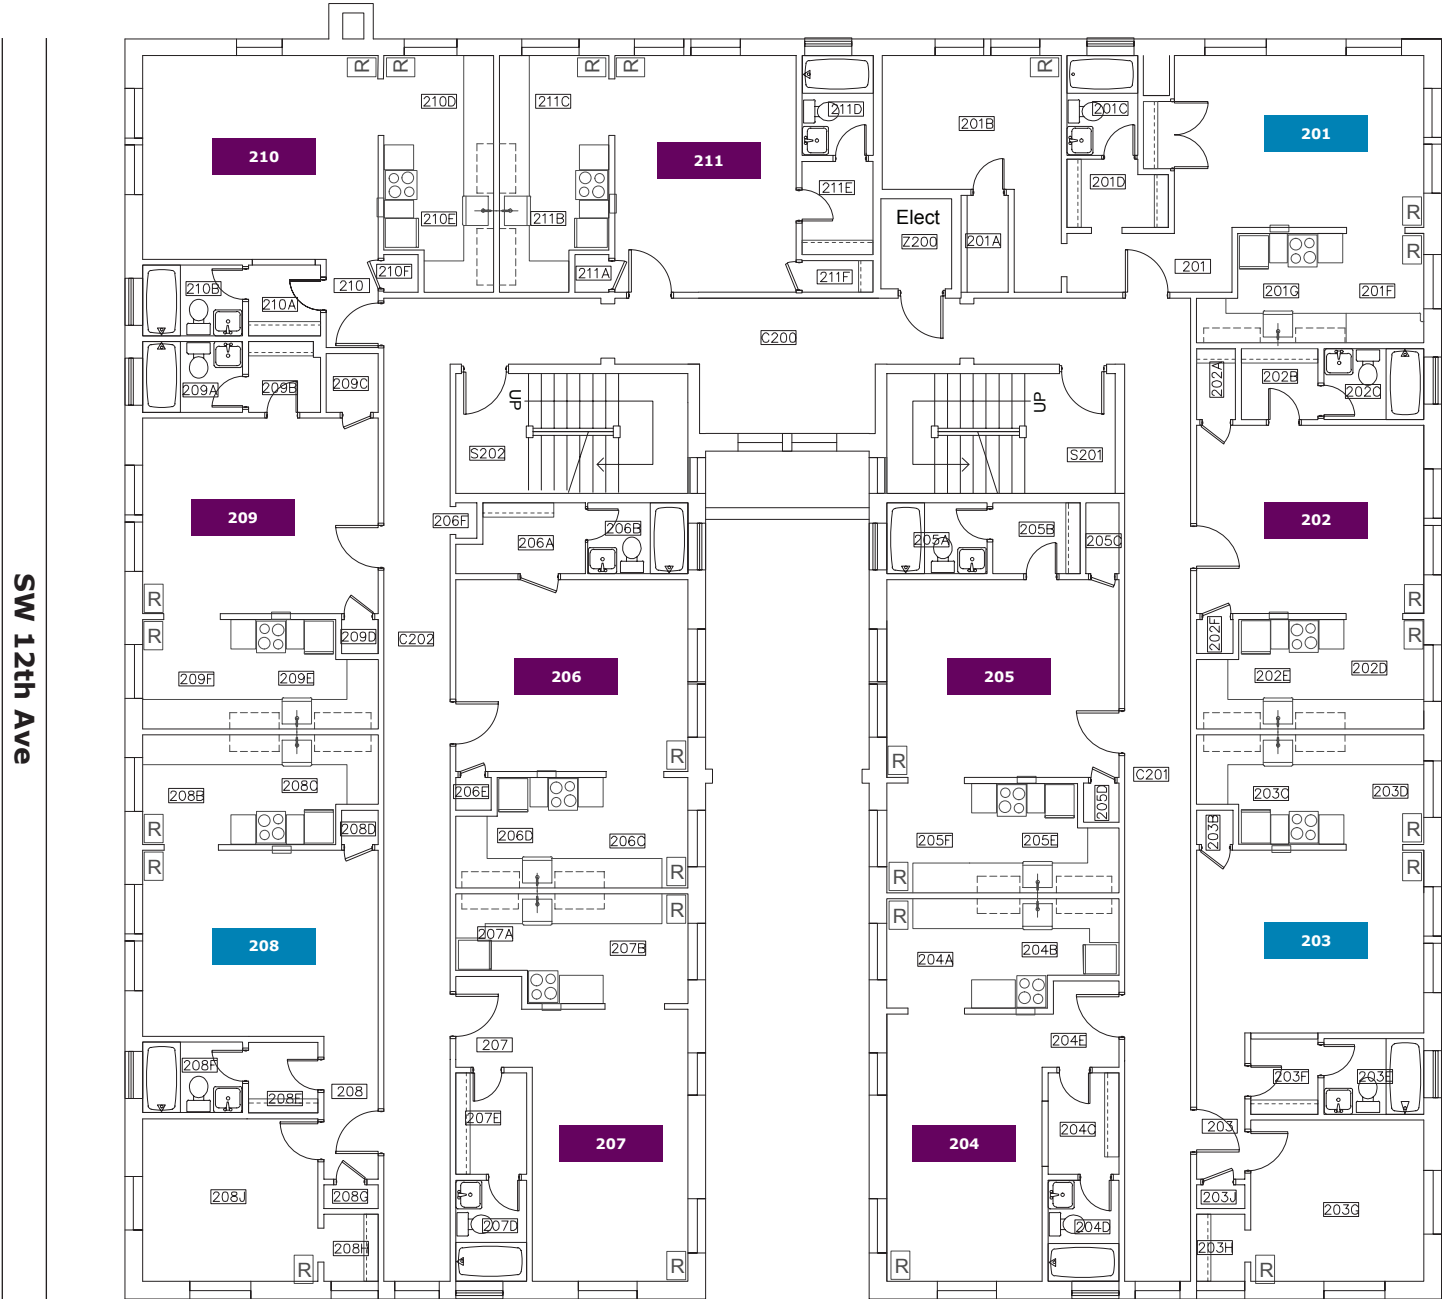 R R R R R
210D 211C 211D 201B 201C
210 211 201
211E 201D
210E 211B Elect
Z200 201A R
R
210F 211A 211F 201
210B 210A 210 201G 201F
C200
209A 209B 209C 202A 202B 202C
UP UP
S202 S201
209 206F 202
206A 206B 205A 205B 205C
SW 12th Ave
R R
R 209D C202 202F R
209F 209E 206 205 202E 202D
R R
208B 208C 206E 205D C201 203C 203D
R 208D 206D 206C 205F 205E 203B R
R R R R
R R
208 207A 207B 204A 204B 203
207 204E
208F 208E 208 203F 203E
207E 204C 203
207 204
208J 208G 203J 203G
207D 204D
208H 203H
R R R R